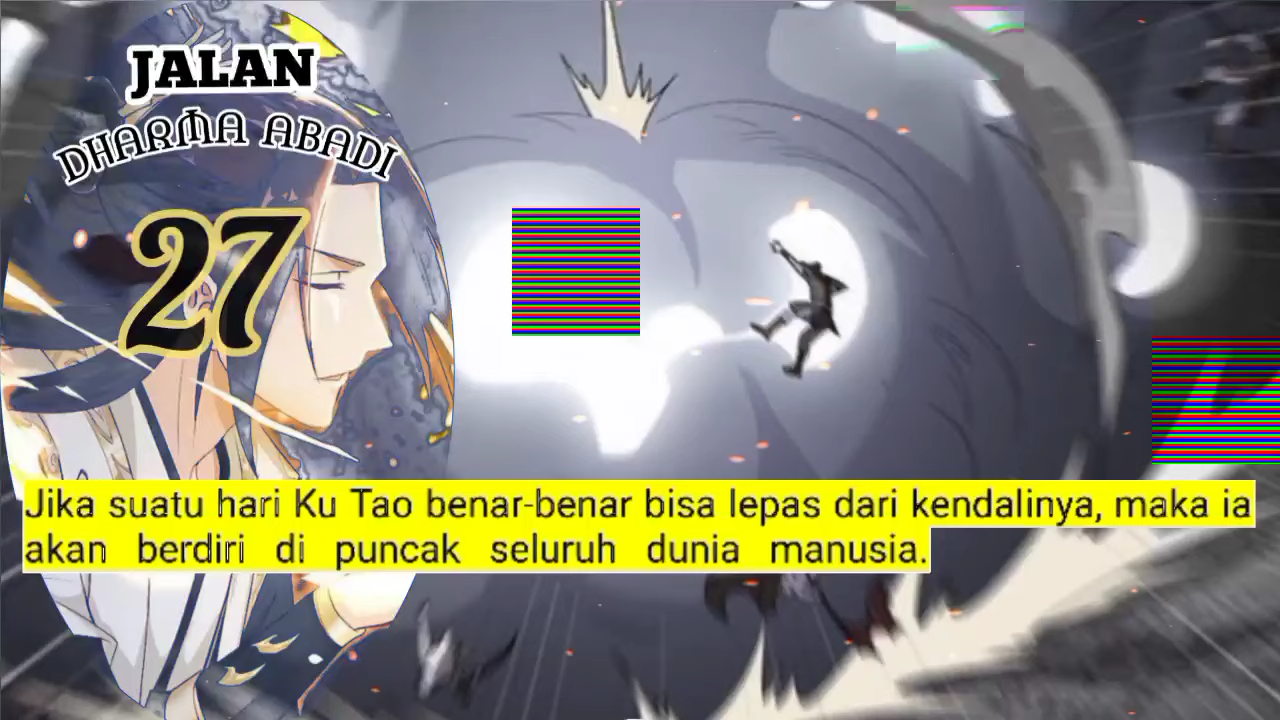 JALAN
DHARMA ABADI
27
Jika suatu hari Ku Tao benar-benar bisa lepas dari kendalinya, maka ia
akan berdiri di puncak seluruh dunia manusia.